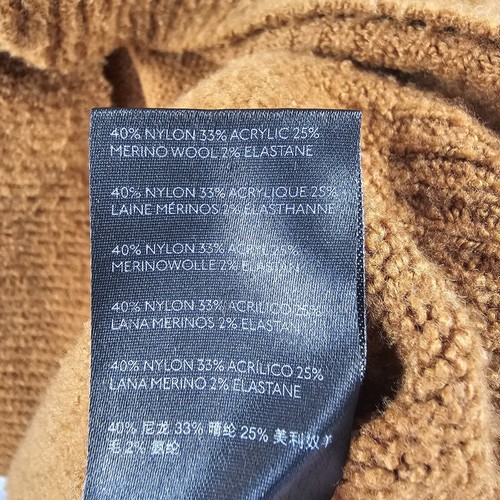 40% NYLON 33% ACRYLIC 25%
MERINO WOOL 2% ELASTANE
40% NYLON 33% ACRYLIQUE 25%
LAINE MÉRINOS 2% ÉLASTHANNE
40% NYLON 33% ACRYL 25%
MERINOWOLLE 2% ELASTAN
40% NYLON 33% ACRILICO 25%
LANA MERINOS 2% ELASTAN
40% NYLON 33% ACRÍLICO 25%
LANA MERINO 2% ELASTANE
40% 尼龙 33% 暗纶 25% 美利奴羊
毛 2% 氨纶